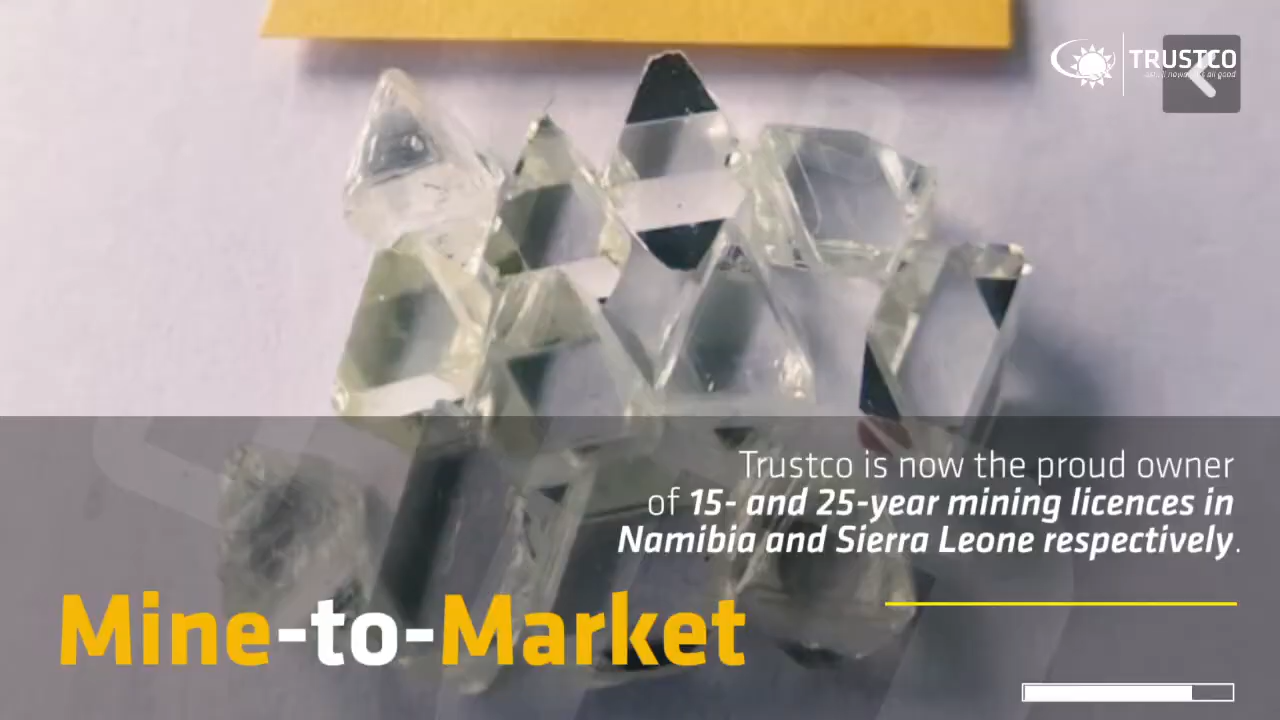 TRUSTCO
Trustco is now the proud owner
of 15- and 25-year mining licences in
Namibia and Sierra Leone respectively.
Mine-to-Market